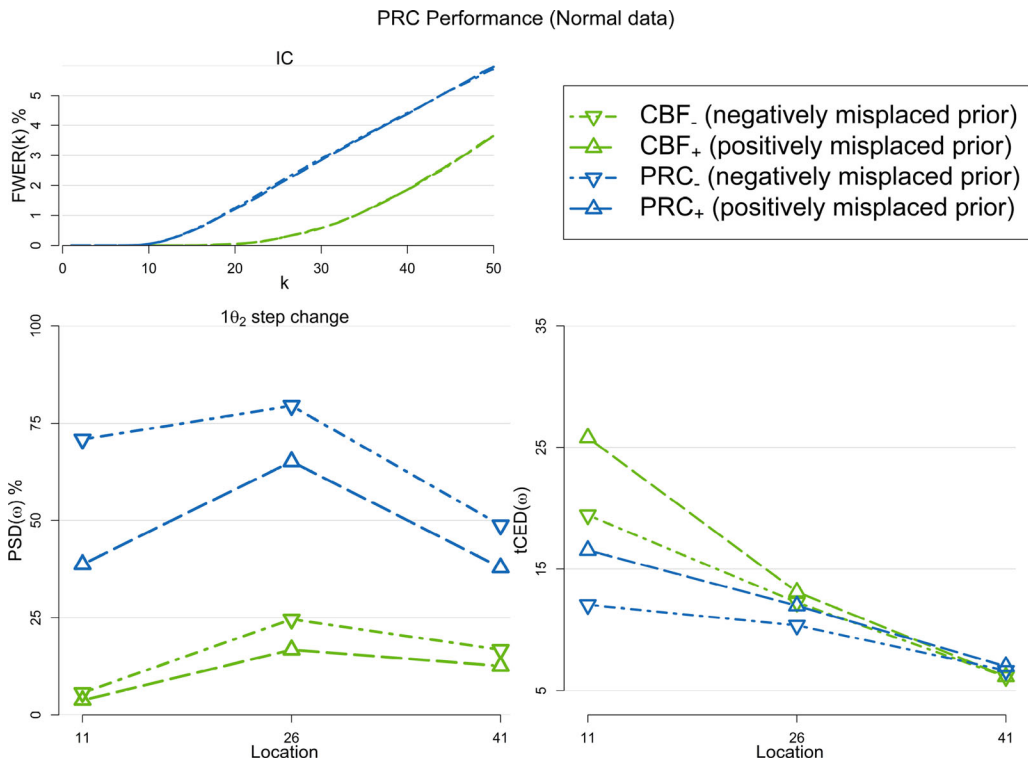 PRC Performance (Normal data)
IC
FWER(k) %
0 1 2 3 4 5
0 10 20 30 40 50
k
CBF- (negatively misplaced prior)
CBF+ (positively misplaced prior)
PRC- (negatively misplaced prior)
PRC+ (positively misplaced prior)
1θ2 step change
PSD(ω) %
0 25 50 75 100
11 26 41
Location
tCED(ω)
5 15 25 35
11 26 41
Location